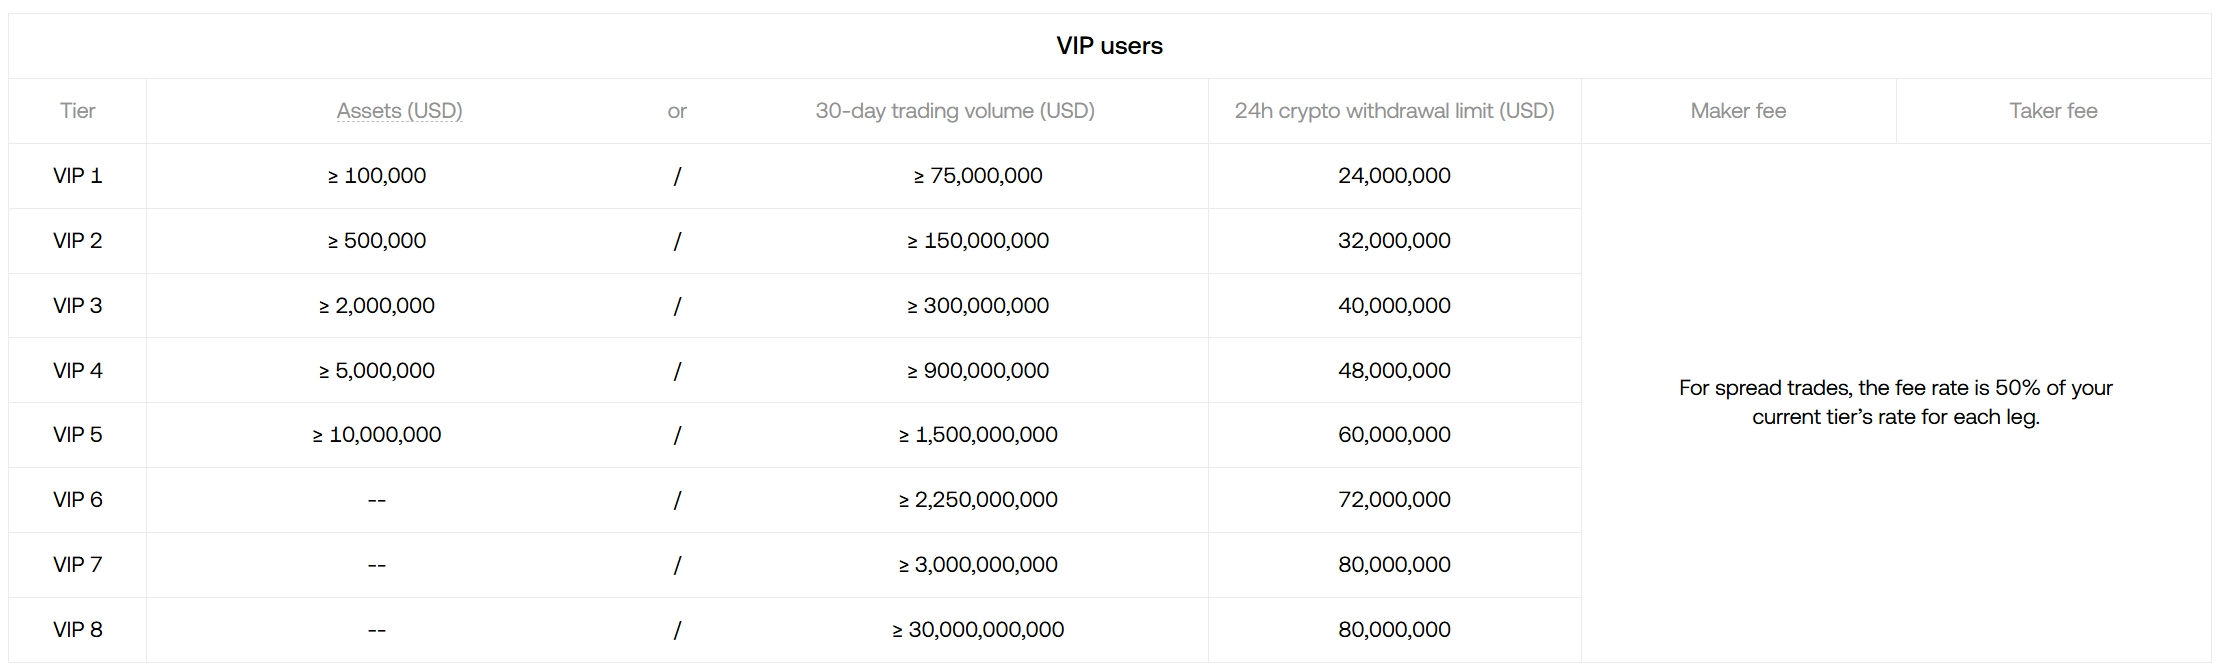 VIP users
Tier Assets (USD) or 30-day trading volume (USD) 24h crypto withdrawal limit (USD) Maker fee Taker fee
VIP 1 ≥ 100,000 / ≥ 75,000,000 24,000,000
VIP 2 ≥ 500,000 / ≥ 150,000,000 32,000,000
VIP 3 ≥ 2,000,000 / ≥ 300,000,000 40,000,000
VIP 4 ≥ 5,000,000 / ≥ 900,000,000 48,000,000
For spread trades, the fee rate is 50% of your
current tier’s rate for each leg.
VIP 5 ≥ 10,000,000 / ≥ 1,500,000,000 60,000,000
VIP 6 -- / ≥ 2,250,000,000 72,000,000
VIP 7 -- / ≥ 3,000,000,000 80,000,000
VIP 8 -- / ≥ 30,000,000,000 80,000,000